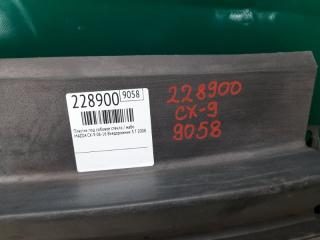 228900 9058
Пластик под лобовое стекло / жабо
MAZDA CX-9 06-16 Внедорожник 3.7 2008
228900
CX-9
9058